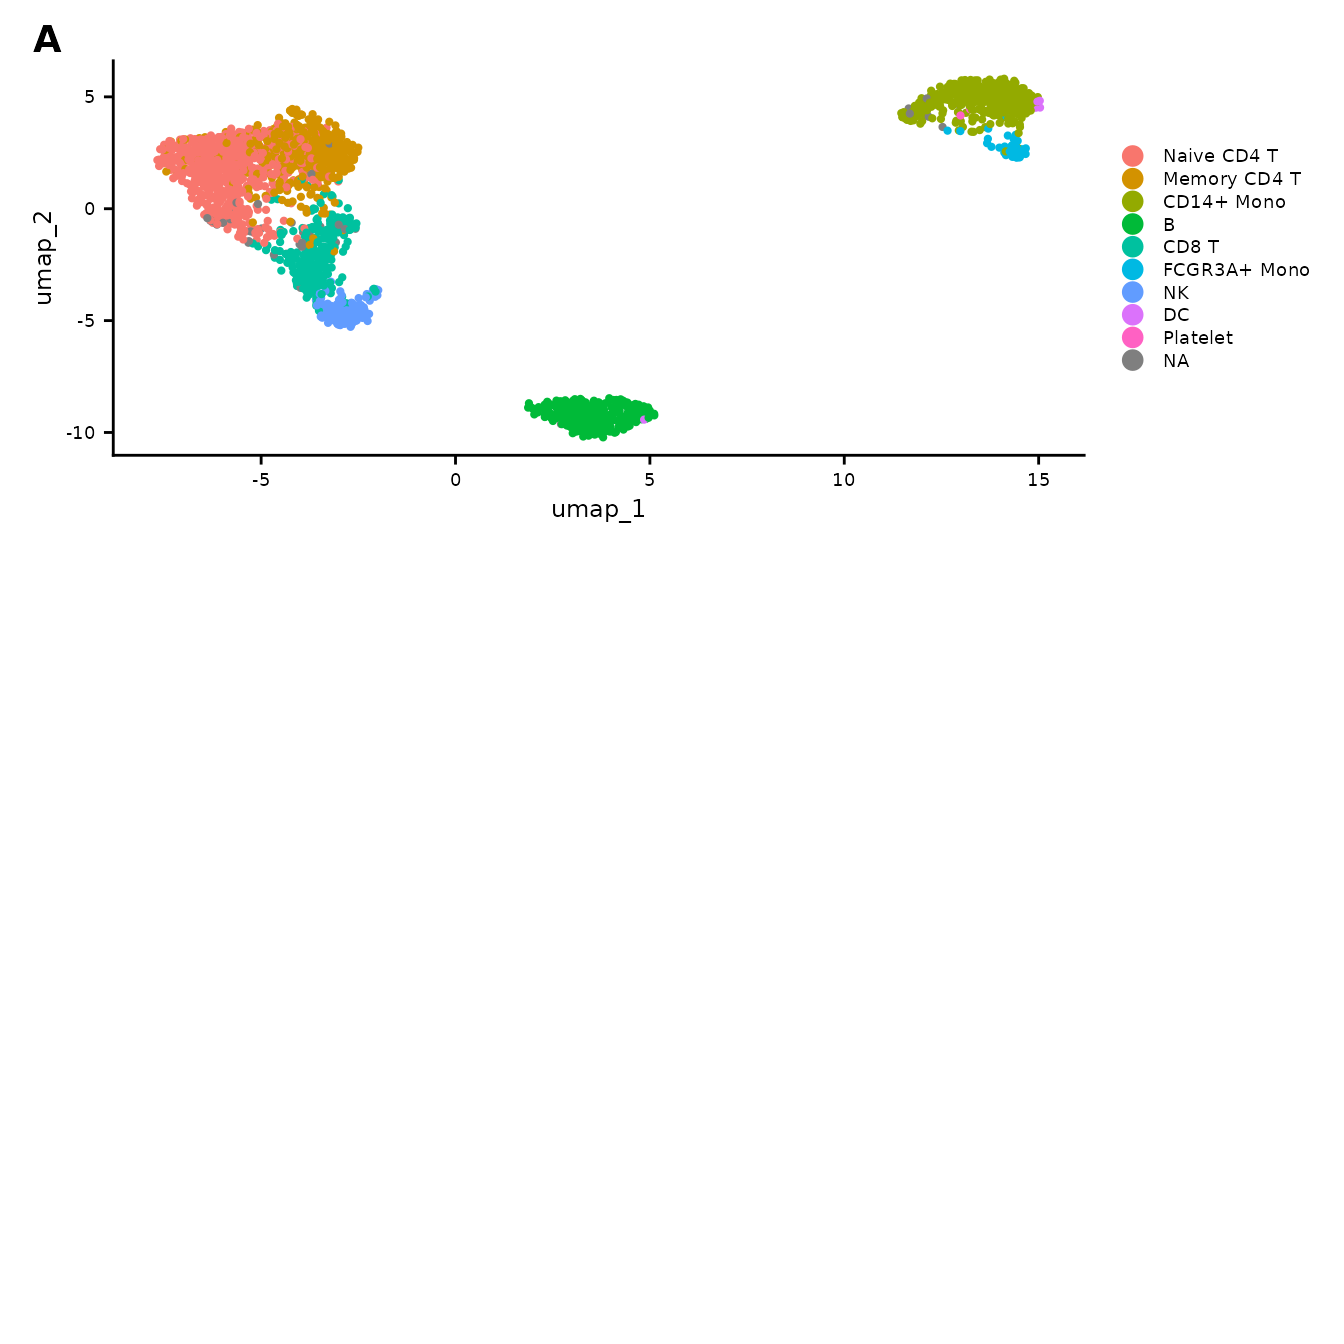 A
5
0
-5
-10
umap_2
-5
0
5
10
15
umap_1
Naive CD4 T
Memory CD4 T
CD14+ Mono
B
CD8 T
FCGR3A+ Mono
NK
DC
Platelet
NA